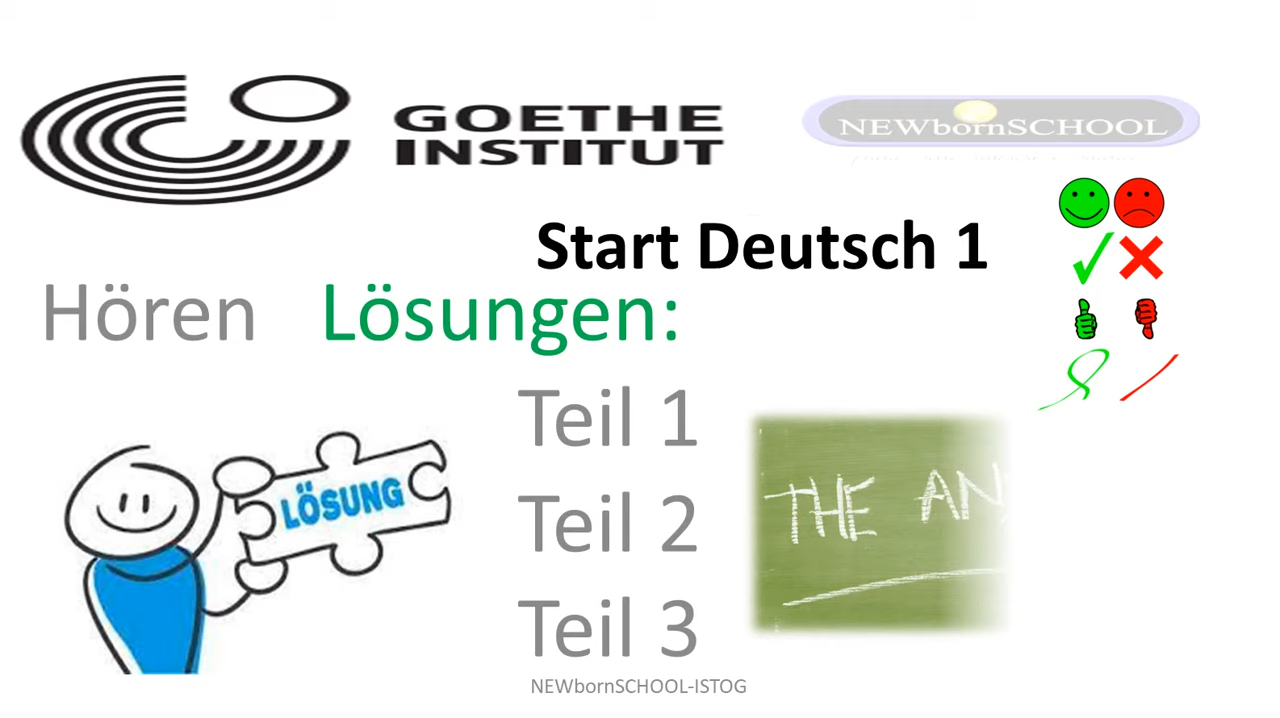 GOETHE
INSTITUT
NEWbornSCHOOL
Start Deutsch 1
Hören Lösungen:
Teil 1
LÖSUNG
THE AN
Teil 2
Teil 3
NEWbornSCHOOL-ISTOG